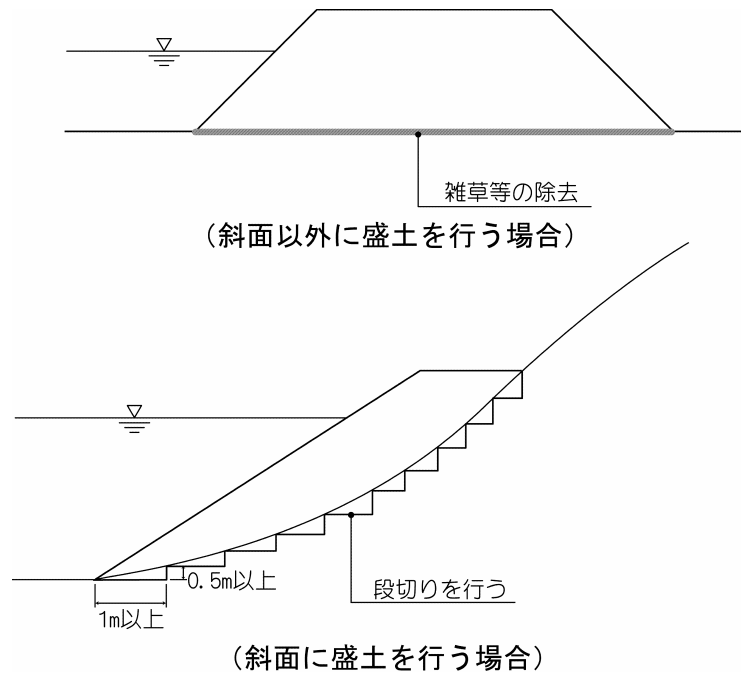 雑草等の除去
(斜面以外に盛土を行う場合)
0.5m以上
段切りを行う
1m以上
(斜面に盛土を行う場合)